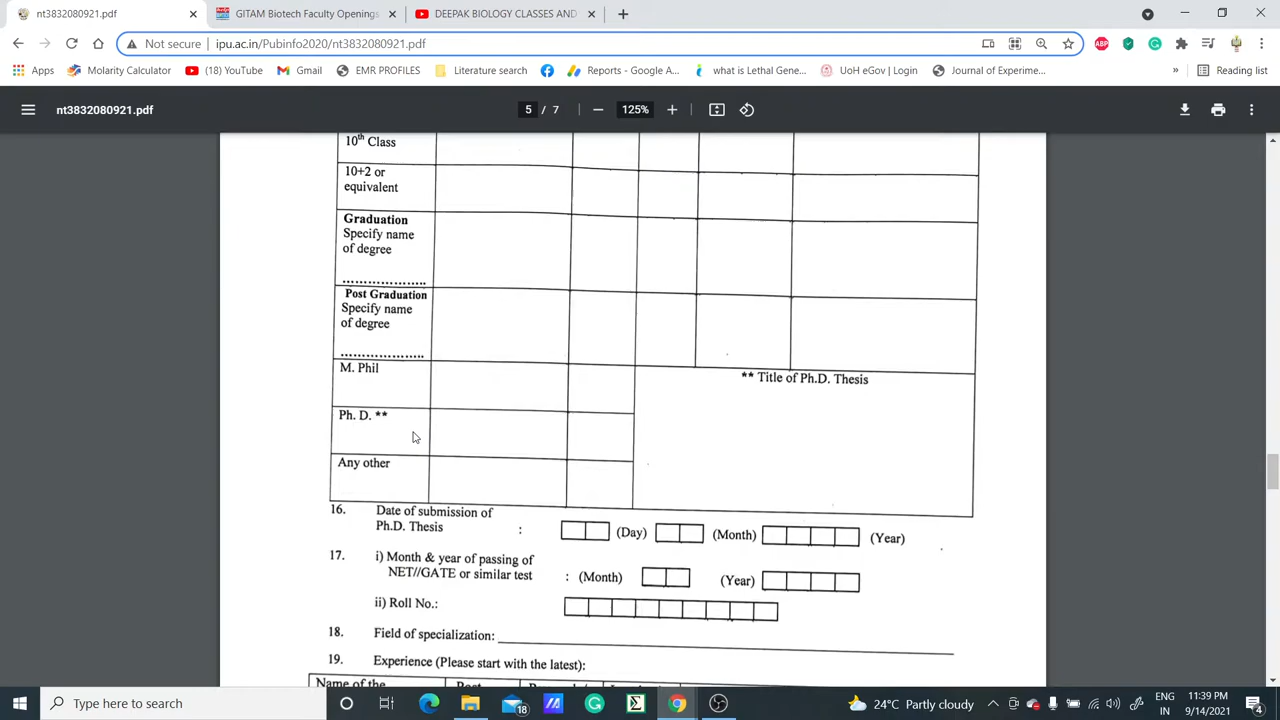 nt3832080921.pdf
GITAM Biotech Faculty Openings
DEEPAK BIOLOGY CLASSES AND
Not secure
ipu.ac.in/Pubinfo2020/nt3832080921.pdf
Apps
Molarity Calculator
(18) YouTube
Gmail
EMR PROFILES
Literature search
Reports - Google A...
what is Lethal Gene...
UoH eGov | Login
Journal of Experime...
»
Reading list
nt3832080921.pdf
5 / 7
125%
10th Class
10+2 or
equivalent
Graduation
Specify name
of degree
.....................
Post Graduation
Specify name
of degree
.....................
M. Phil
** Title of Ph.D. Thesis
Ph. D. **
Any other
16. Date of submission of
Ph.D. Thesis : (Day) (Month) (Year)
17. i) Month & year of passing of
NET//GATE or similar test : (Month) (Year)
ii) Roll No.:
18. Field of specialization:
19. Experience (Please start with the latest):
Name of the
Type here to search
18
24°C Partly cloudy
ENG
IN
11:39 PM
9/14/2021
4